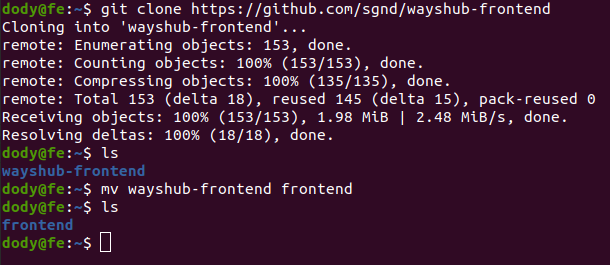 dody@fe:~$ git clone https://github.com/sgnd/wayshub-frontend
Cloning into 'wayshub-frontend'...
remote: Enumerating objects: 153, done.
remote: Counting objects: 100% (153/153), done.
remote: Compressing objects: 100% (135/135), done.
remote: Total 153 (delta 18), reused 145 (delta 15), pack-reused 0
Receiving objects: 100% (153/153), 1.98 MiB | 2.48 MiB/s, done.
Resolving deltas: 100% (18/18), done.
dody@fe:~$ ls
wayshub-frontend
dody@fe:~$ mv wayshub-frontend frontend
dody@fe:~$ ls
frontend
dody@fe:~$